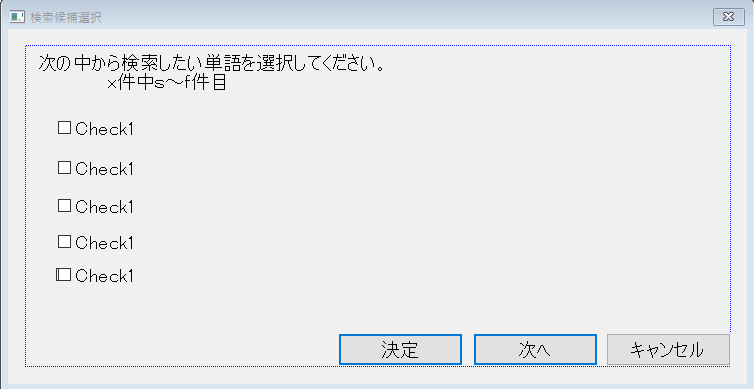 検索候補選択
次の中から検索したい単語を選択してください。
x件中s～f件目
Check1
Check1
Check1
Check1
Check1
決定
次へ
キャンセル